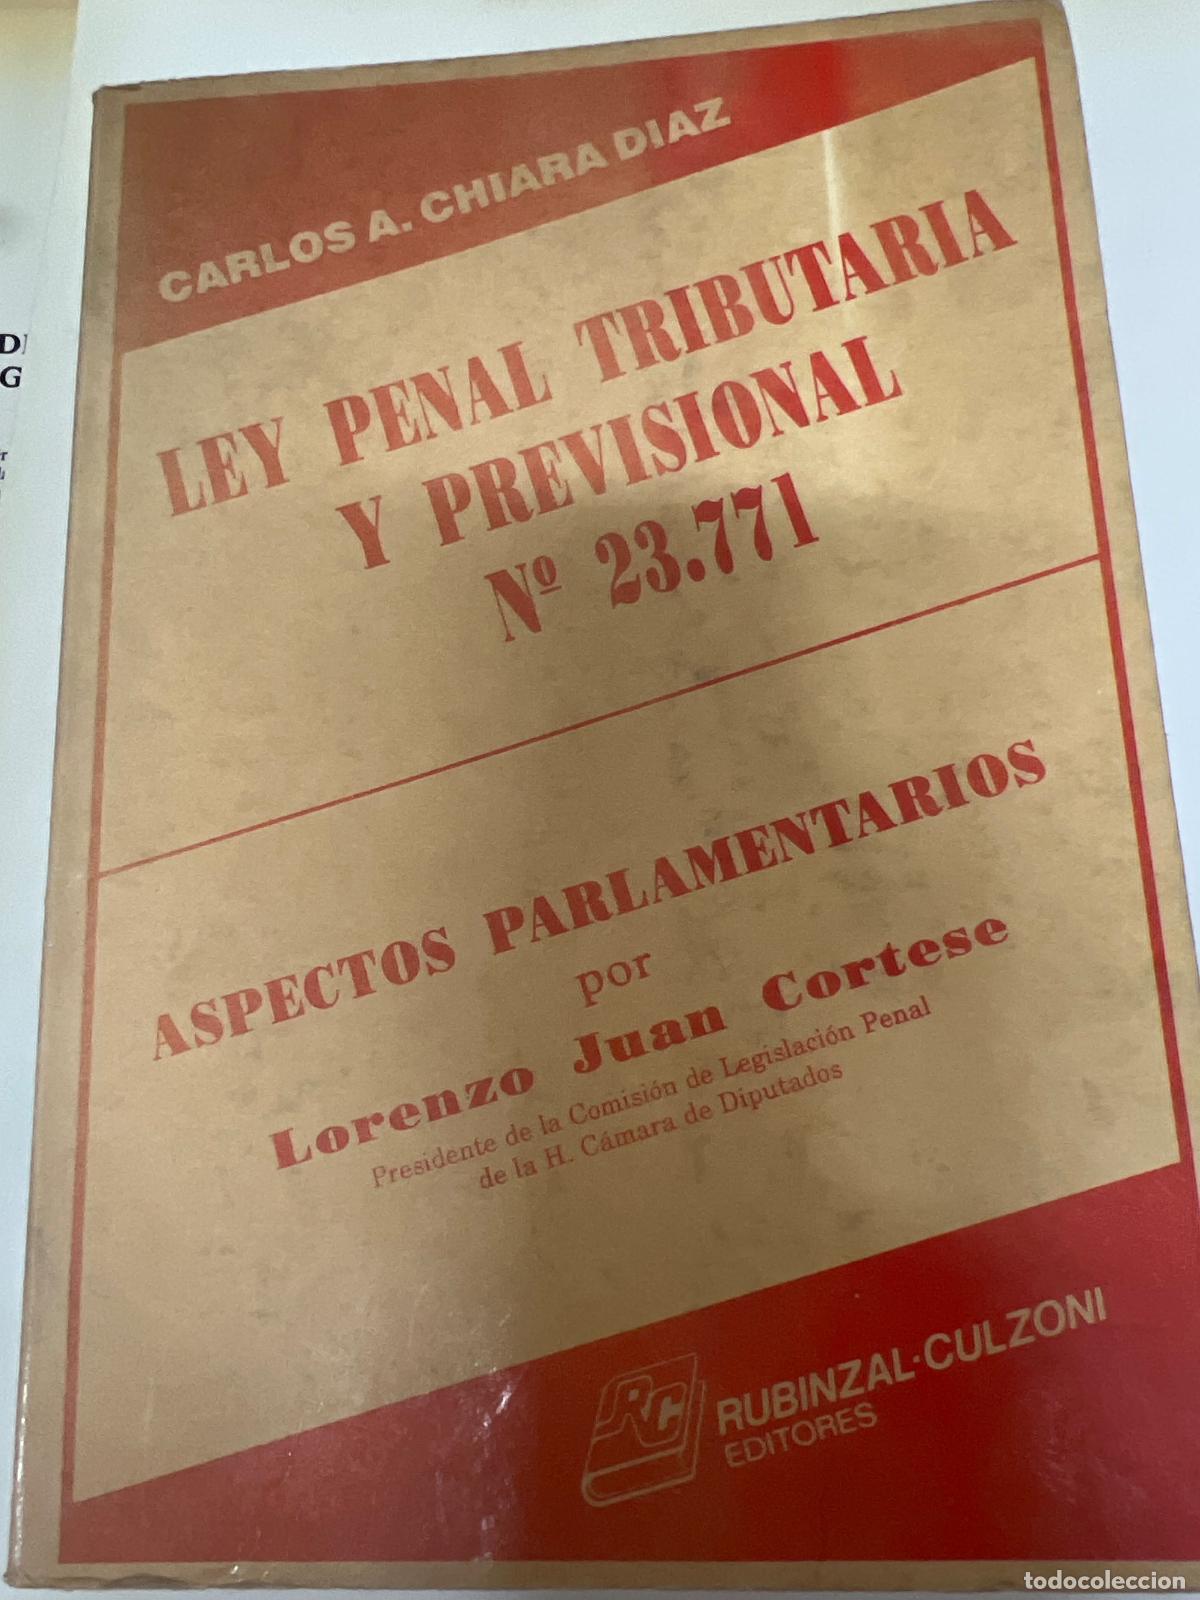 CARLOS A. CHIARA DIAZ
LEY PENAL TRIBUTARIA
Y PREVISIONAL
Nº 23.771
ASPECTOS PARLAMENTARIOS
por
Lorenzo Juan Cortese
Presidente de la Comisión de Legislación Penal
de la H. Cámara de Diputados
RC
RUBINZAL·CULZONI
EDITORES
todocoleccion